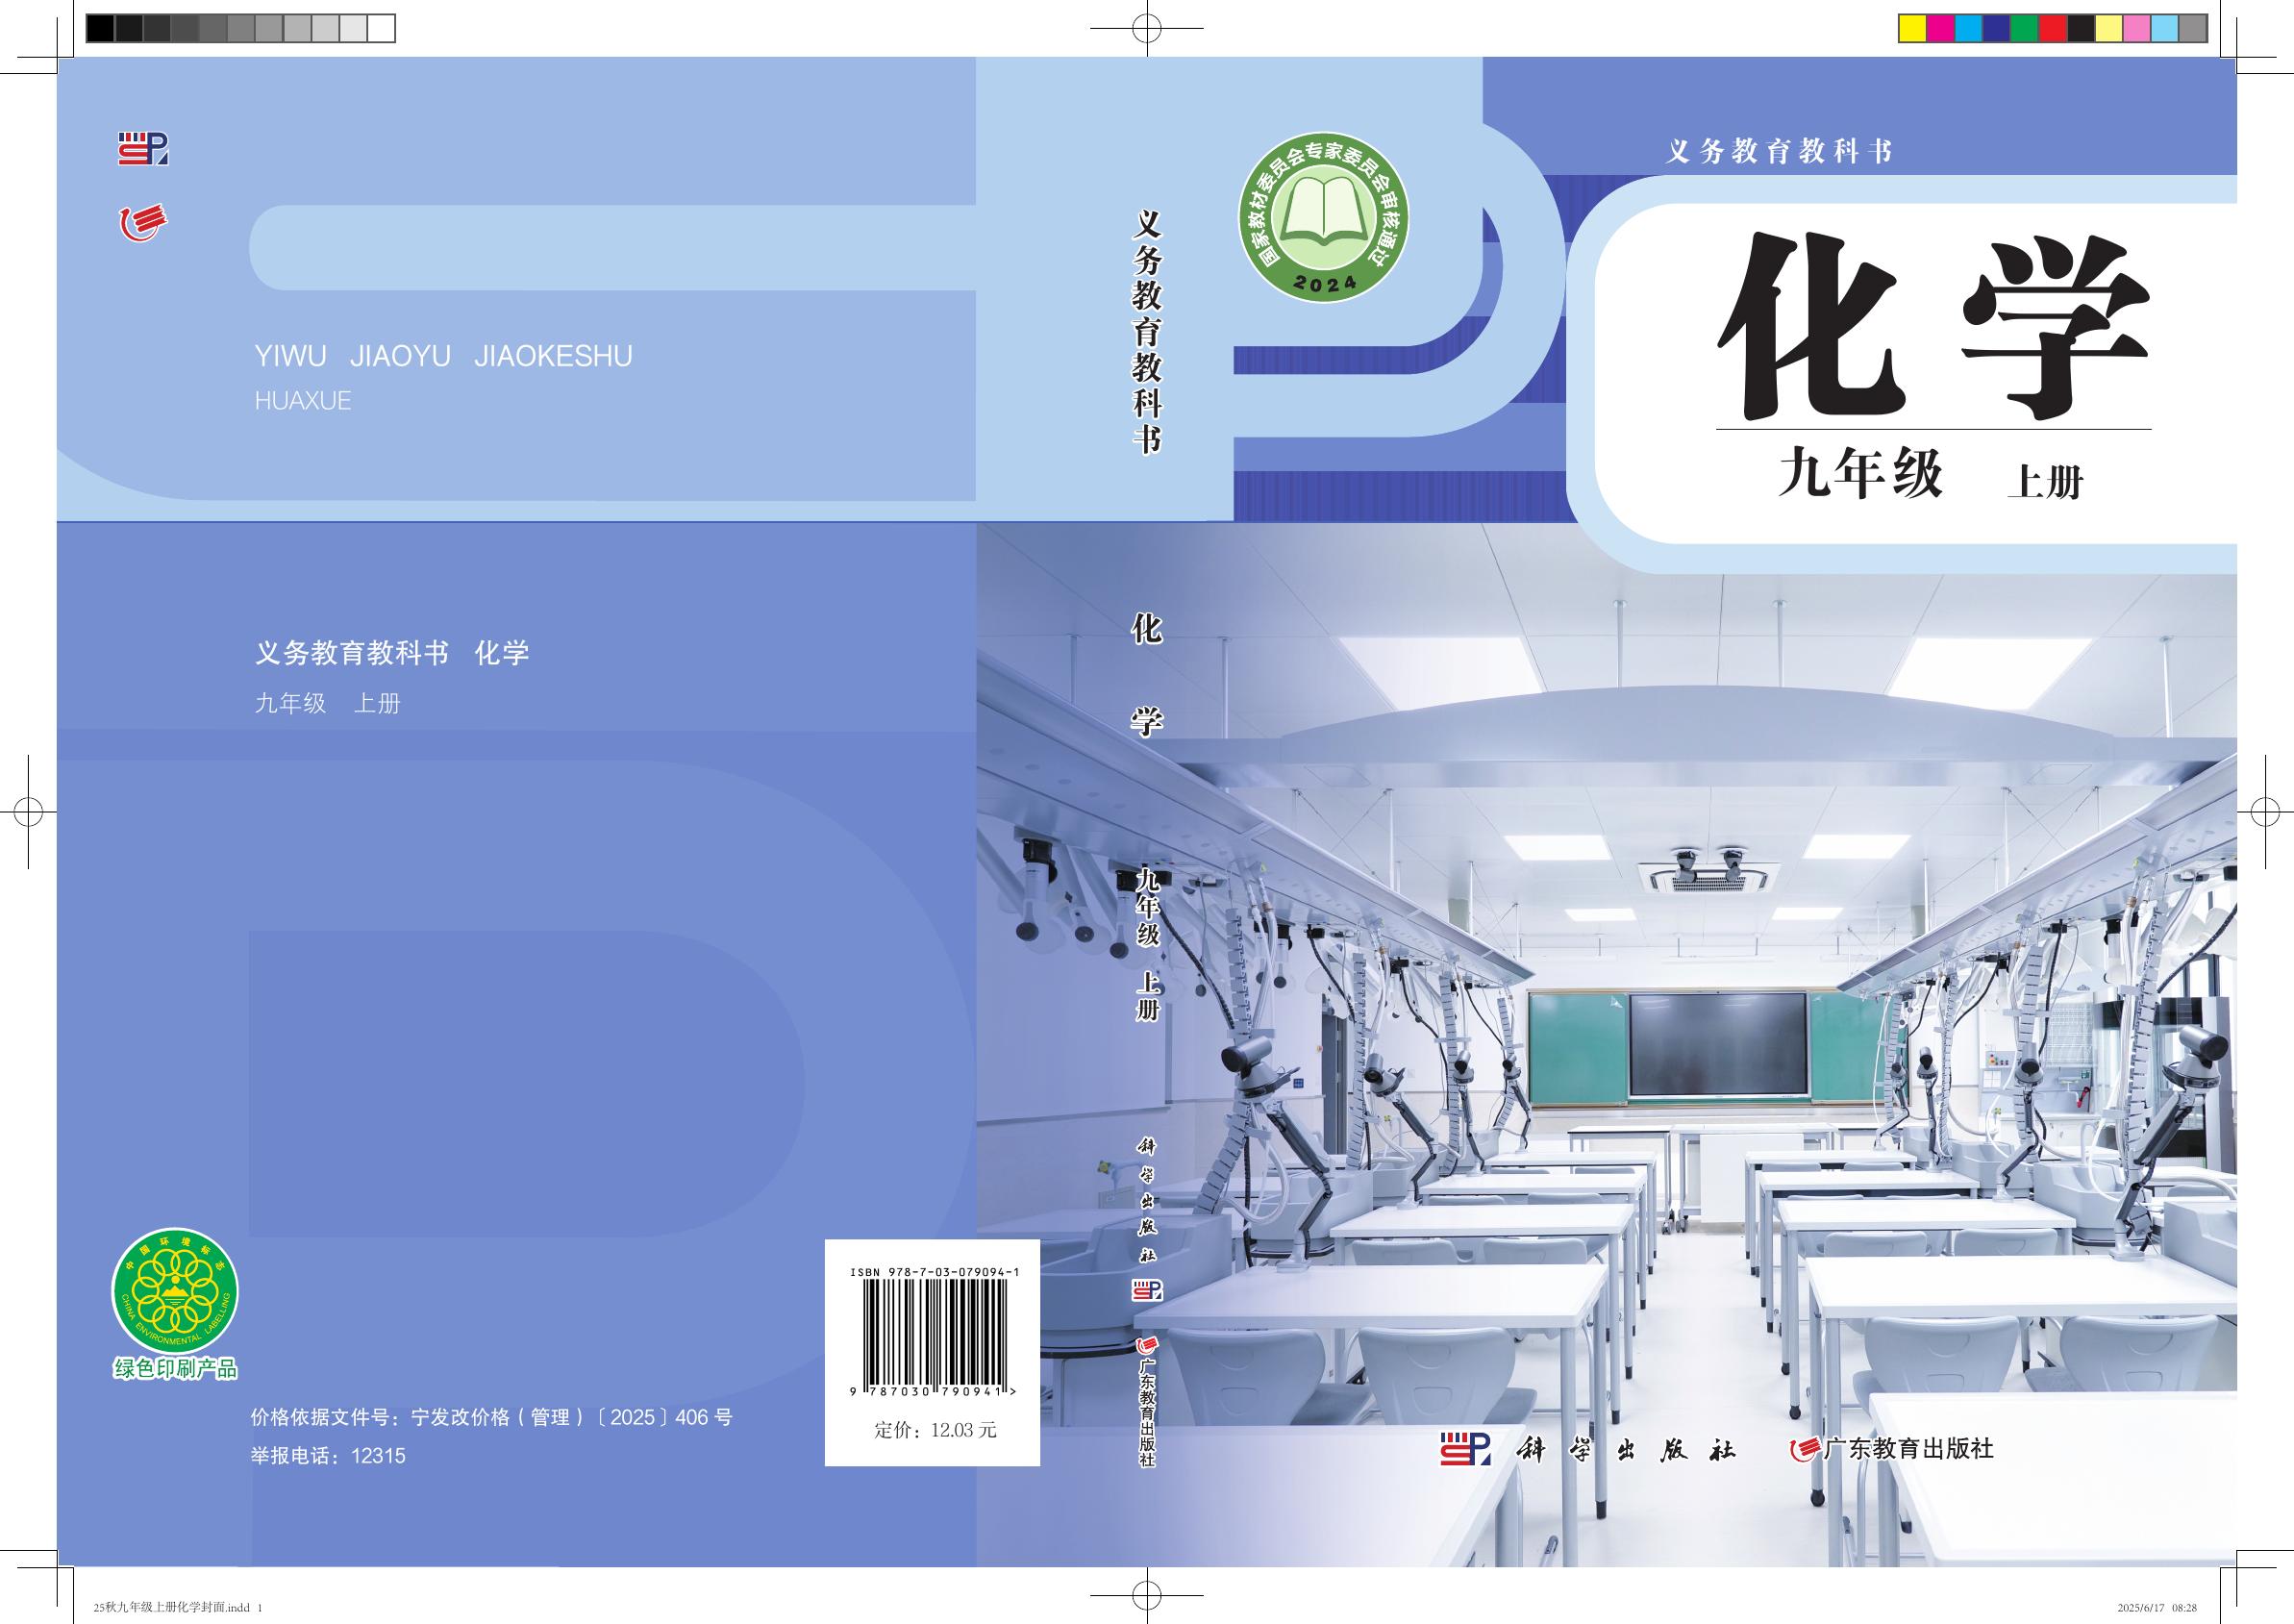 YIWU JIAOYU JIAOKESHU
HUAXUE
义务教育教科书 化学
九年级 上册
中国环境标志
CHINA ENVIRONMENTAL LABELLING
绿色印刷产品
价格依据文件号：宁发改价格（管理）〔2025〕406 号
举报电话：12315
ISBN 978-7-03-079094-1
9 787030 790941 >
定价：12.03 元
义务教育教科书
化学
九年级 上册
科学出版社
广东教育出版社
国家教材委员会专家委员会审核通过
2024
义务教育教科书
化学
九年级 上册
科学出版社 广东教育出版社
25秋九年级上册化学封面.indd 1
2025/6/17 08:28